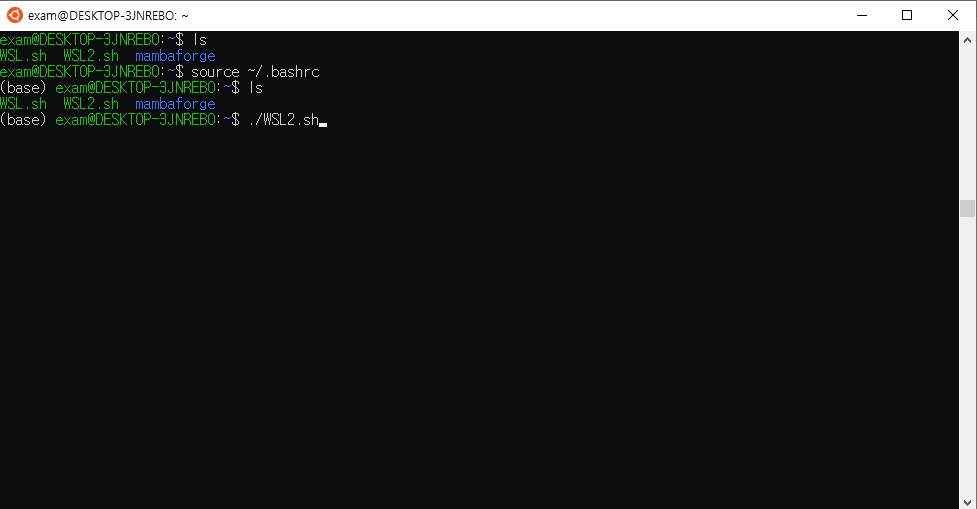 exam@DESKTOP-3JNREBO: ~
exam@DESKTOP-3JNREBO:~$ ls
WSL.sh  WSL2.sh  mambaforge
exam@DESKTOP-3JNREBO:~$ source ~/.bashrc
(base) exam@DESKTOP-3JNREBO:~$ ls
WSL.sh  WSL2.sh  mambaforge
(base) exam@DESKTOP-3JNREBO:~$ ./WSL2.sh